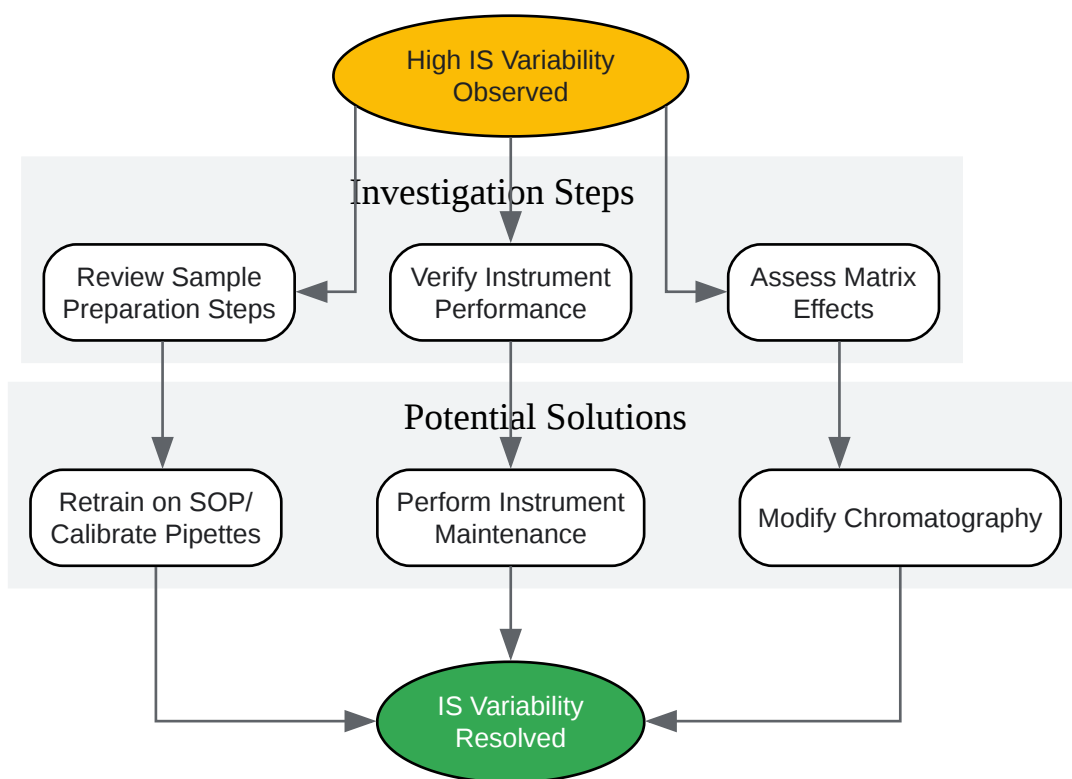 High IS Variability
Observed
Investigation Steps
Review Sample
Preparation Steps
Verify Instrument
Performance
Assess Matrix
Effects
Potential Solutions
Retrain on SOP/
Calibrate Pipettes
Perform Instrument
Maintenance
Modify Chromatography
IS Variability
Resolved